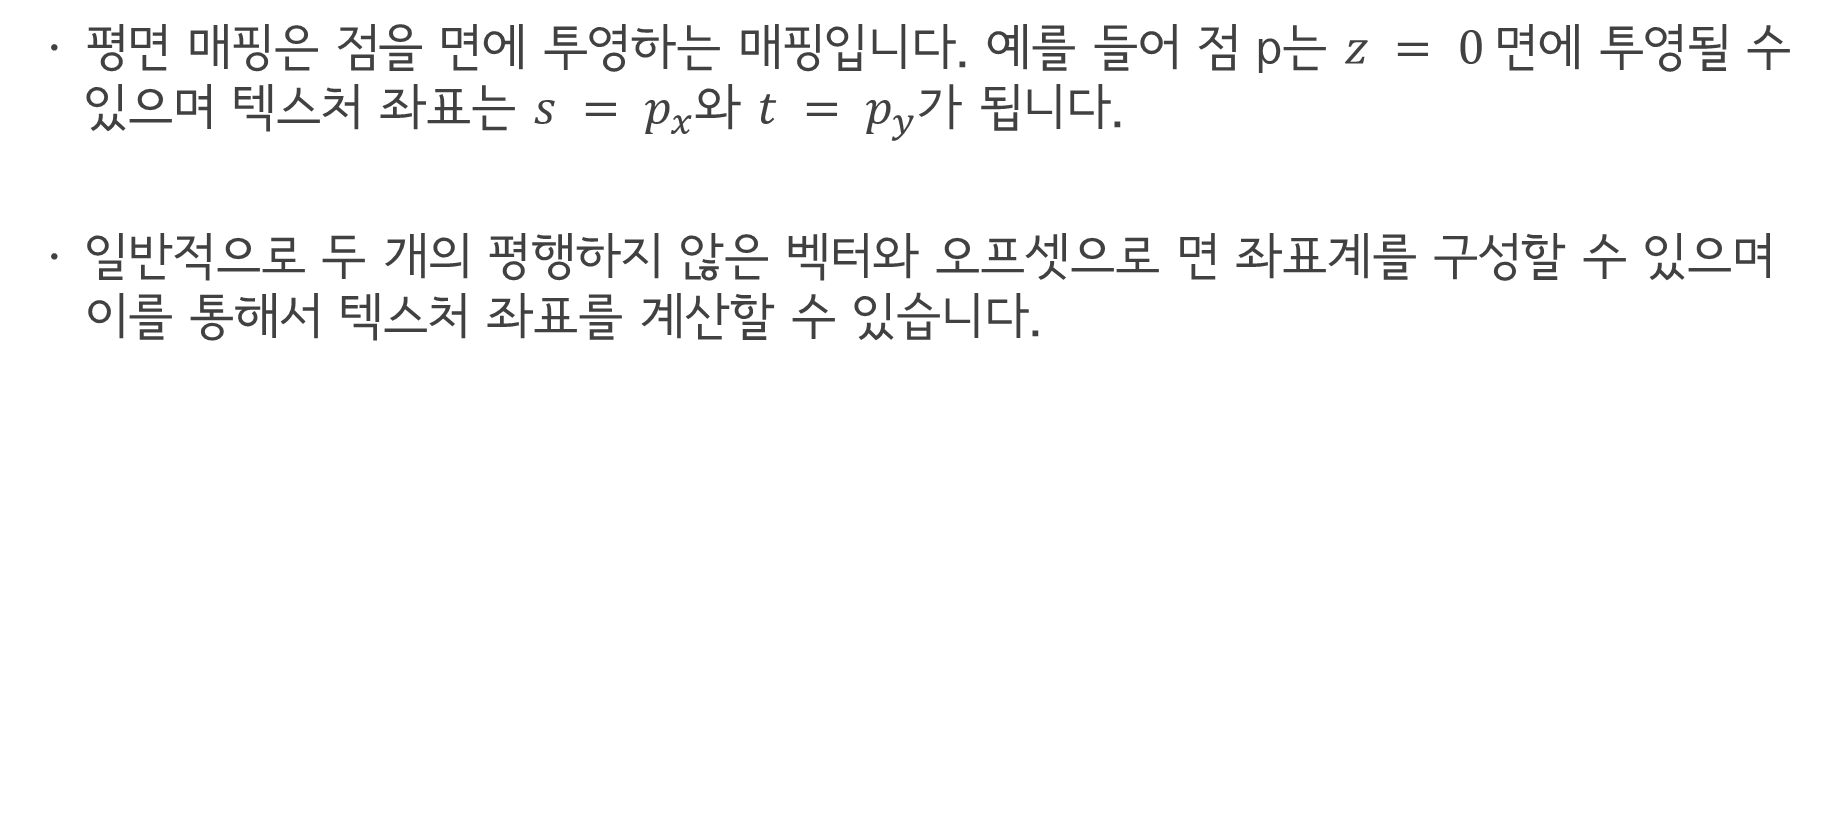 · 평면 매핑은 점을 면에 투영하는 매핑입니다. 예를 들어 점 p는 z = 0 면에 투영될 수
있으며 텍스처 좌표는 s = pₓ와 t = p_y가 됩니다.
· 일반적으로 두 개의 평행하지 않은 벡터와 오프셋으로 면 좌표계를 구성할 수 있으며
이를 통해서 텍스처 좌표를 계산할 수 있습니다.